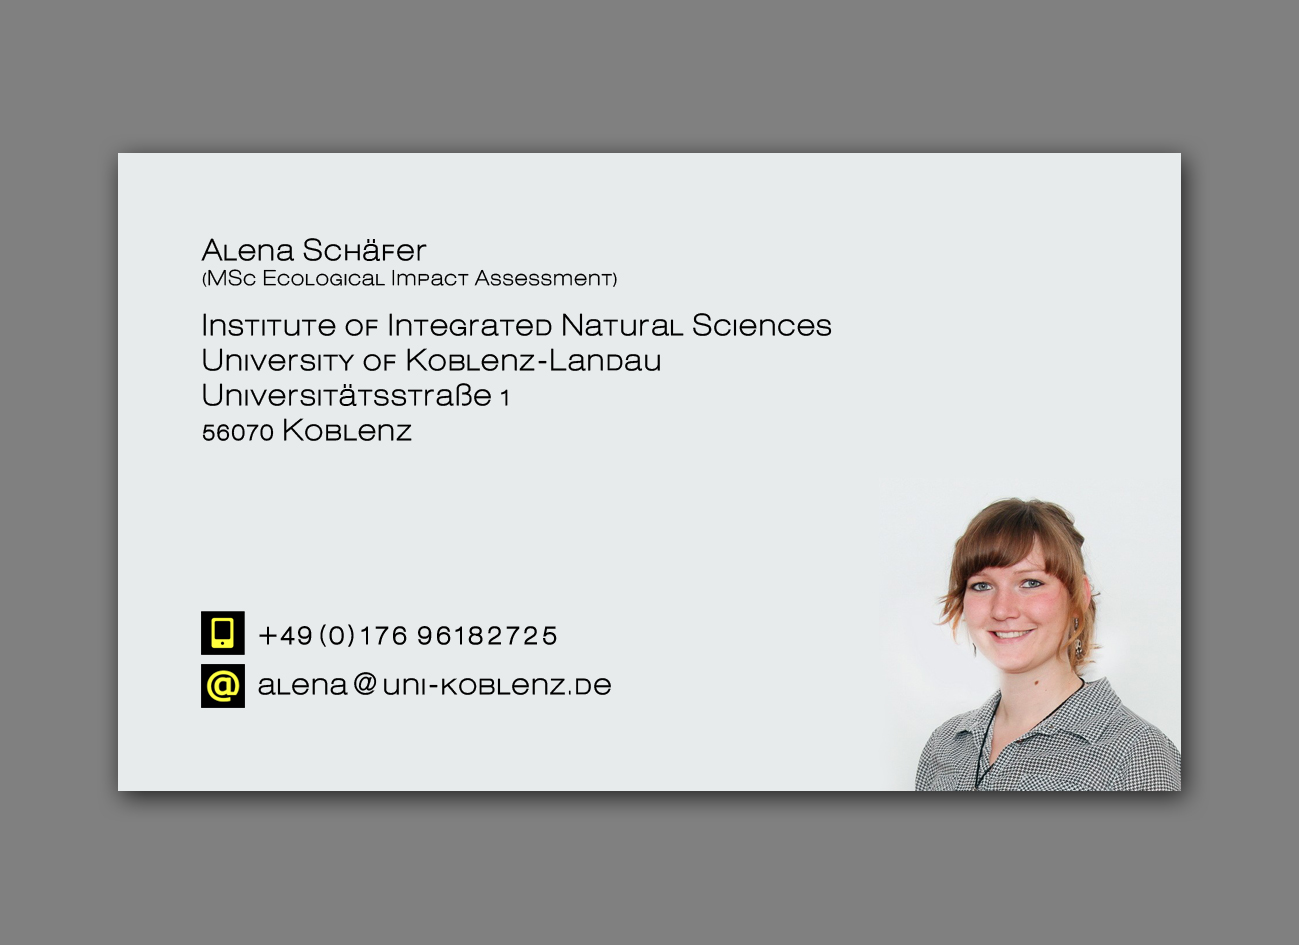 Alena Schäfer
(MSc Ecological Impact Assessment)
Institute of Integrated Natural Sciences
University of Koblenz-Landau
Universitätsstraße 1
56070 Koblenz
+49 (0) 176 96182725
@ alena@uni-koblenz.de